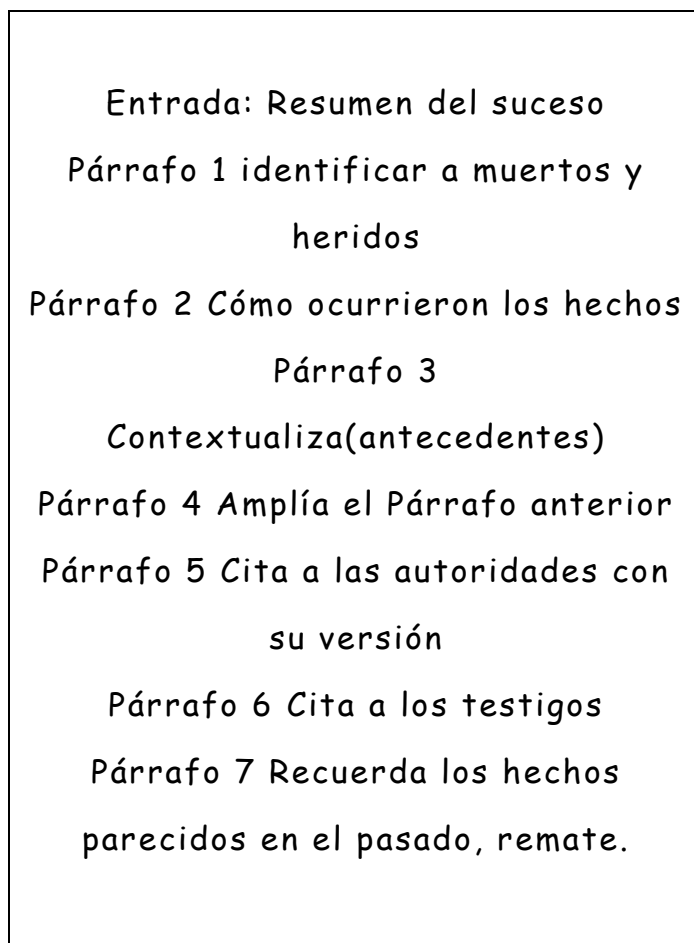 Entrada: Resumen del suceso
Párrafo 1 identificar a muertos y
heridos
Párrafo 2 Cómo ocurrieron los hechos
Párrafo 3
Contextualiza(antecedentes)
Párrafo 4 Amplía el Párrafo anterior
Párrafo 5 Cita a las autoridades con
su versión
Párrafo 6 Cita a los testigos
Párrafo 7 Recuerda los hechos
parecidos en el pasado, remate.